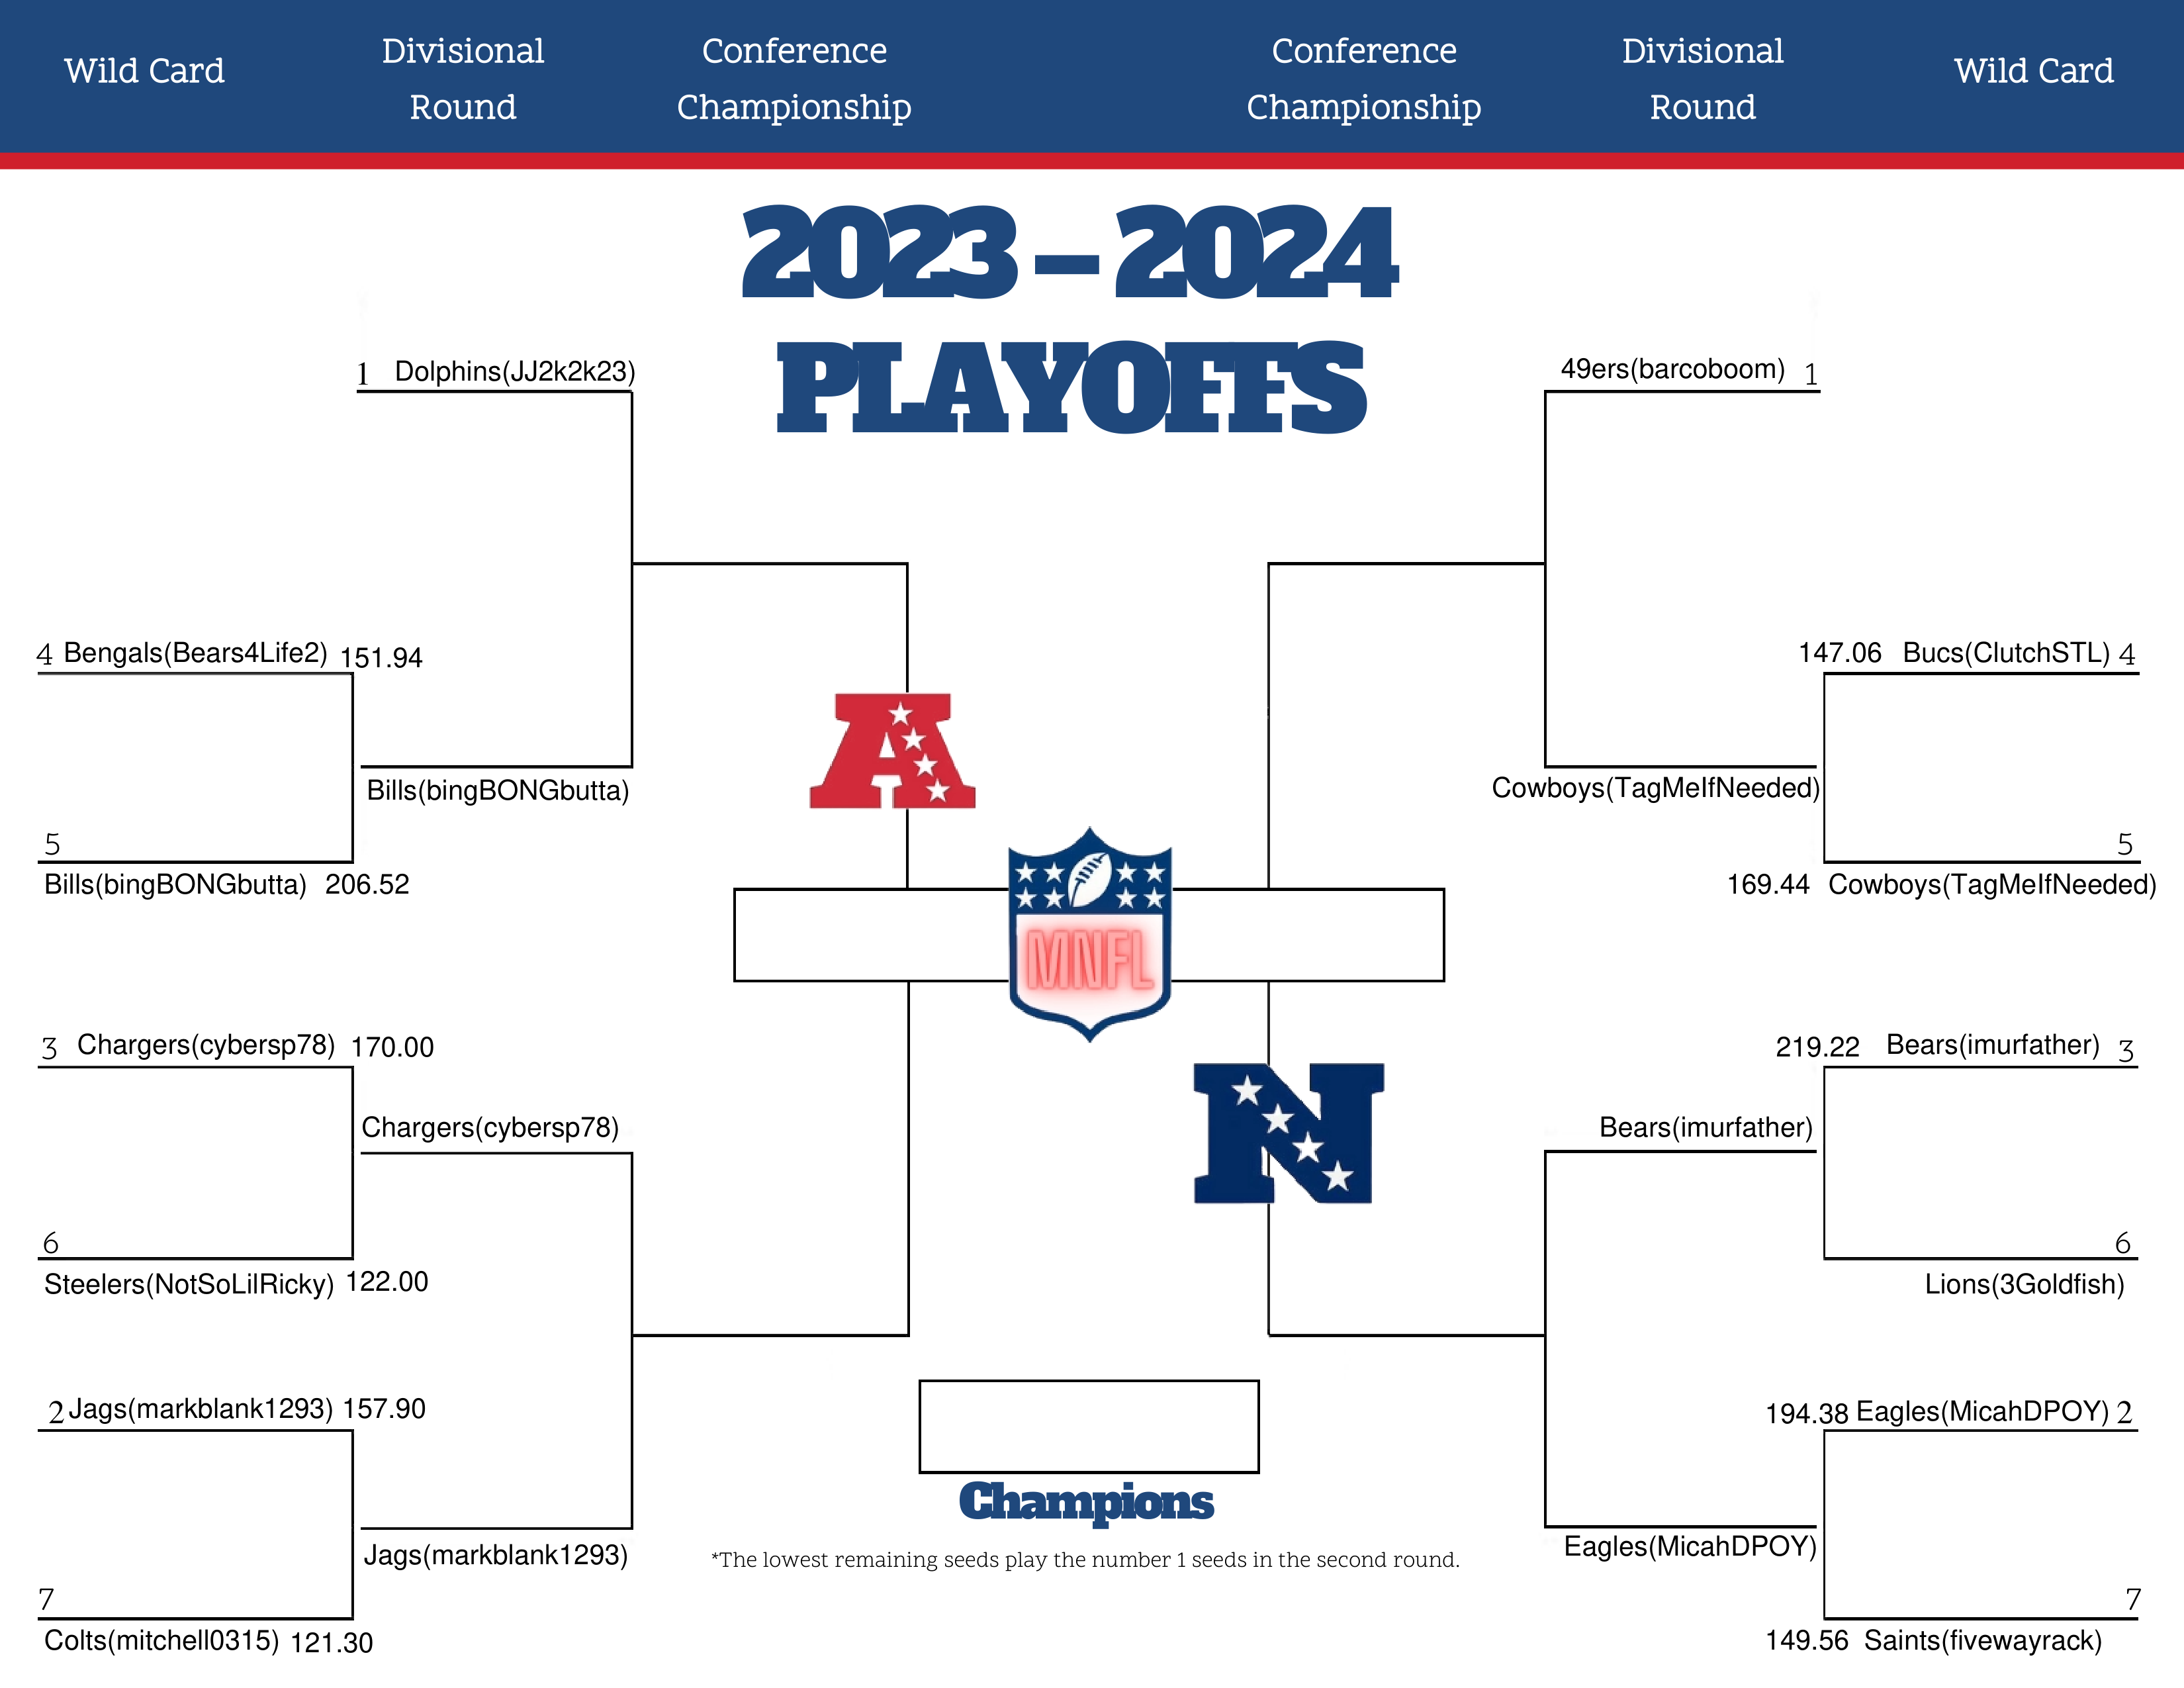 Wild Card
Divisional
Round
Conference
Championship
Conference
Championship
Divisional
Round
Wild Card
2023 – 2024
PLAYOFFS
1 Dolphins(JJ2k2k23)
49ers(barcoboom) 1
4 Bengals(Bears4Life2) 151.94
147.06 Bucs(ClutchSTL) 4
A
Bills(bingBONGbutta)
Cowboys(TagMeIfNeeded)
5
5
Bills(bingBONGbutta) 206.52
169.44 Cowboys(TagMeIfNeeded)
MNFL
3 Chargers(cybersp78) 170.00
219.22 Bears(imurfather) 3
Chargers(cybersp78)
Bears(imurfather)
N
6
6
Steelers(NotSoLilRicky) 122.00
Lions(3Goldfish)
2 Jags(markblank1293) 157.90
194.38 Eagles(MicahDPOY) 2
Champions
Jags(markblank1293)
Eagles(MicahDPOY)
*The lowest remaining seeds play the number 1 seeds in the second round.
7
7
Colts(mitchell0315) 121.30
149.56 Saints(fivewayrack)